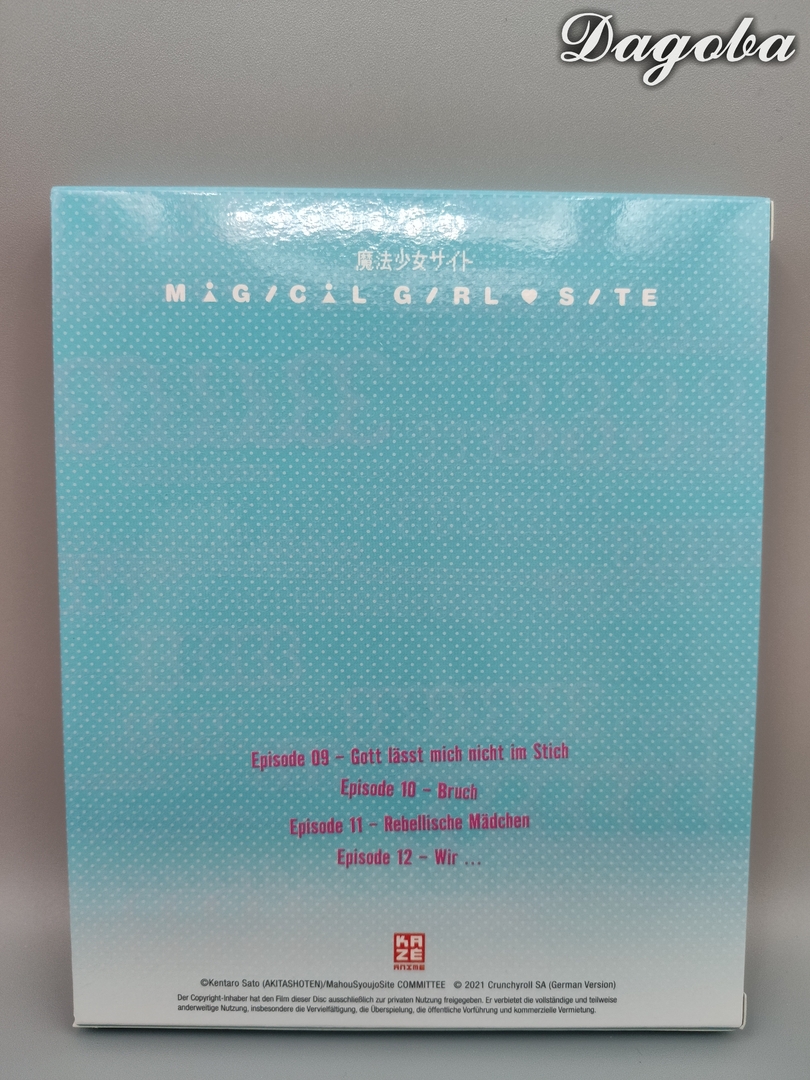 Dagoba
魔法少女サイト
MAGICAL GIRL♥SITE
Episode 09 – Gott lässt mich nicht im Stich
Episode 10 – Bruch
Episode 11 – Rebellische Mädchen
Episode 12 – Wir ...
KA
ZE
ANIME
©Kentaro Sato (AKITASHOTEN)/MahouSyoujoSite COMMITTEE © 2021 Crunchyroll SA (German Version)
Der Copyright-Inhaber hat den Film dieser Disc ausschließlich zur privaten Nutzung freigegeben. Er verbietet die vollständige und teilweise
anderweitige Nutzung, insbesondere die Vervielfältigung, die Überspielung, die öffentliche Vorführung und kommerzielle Vermietung.